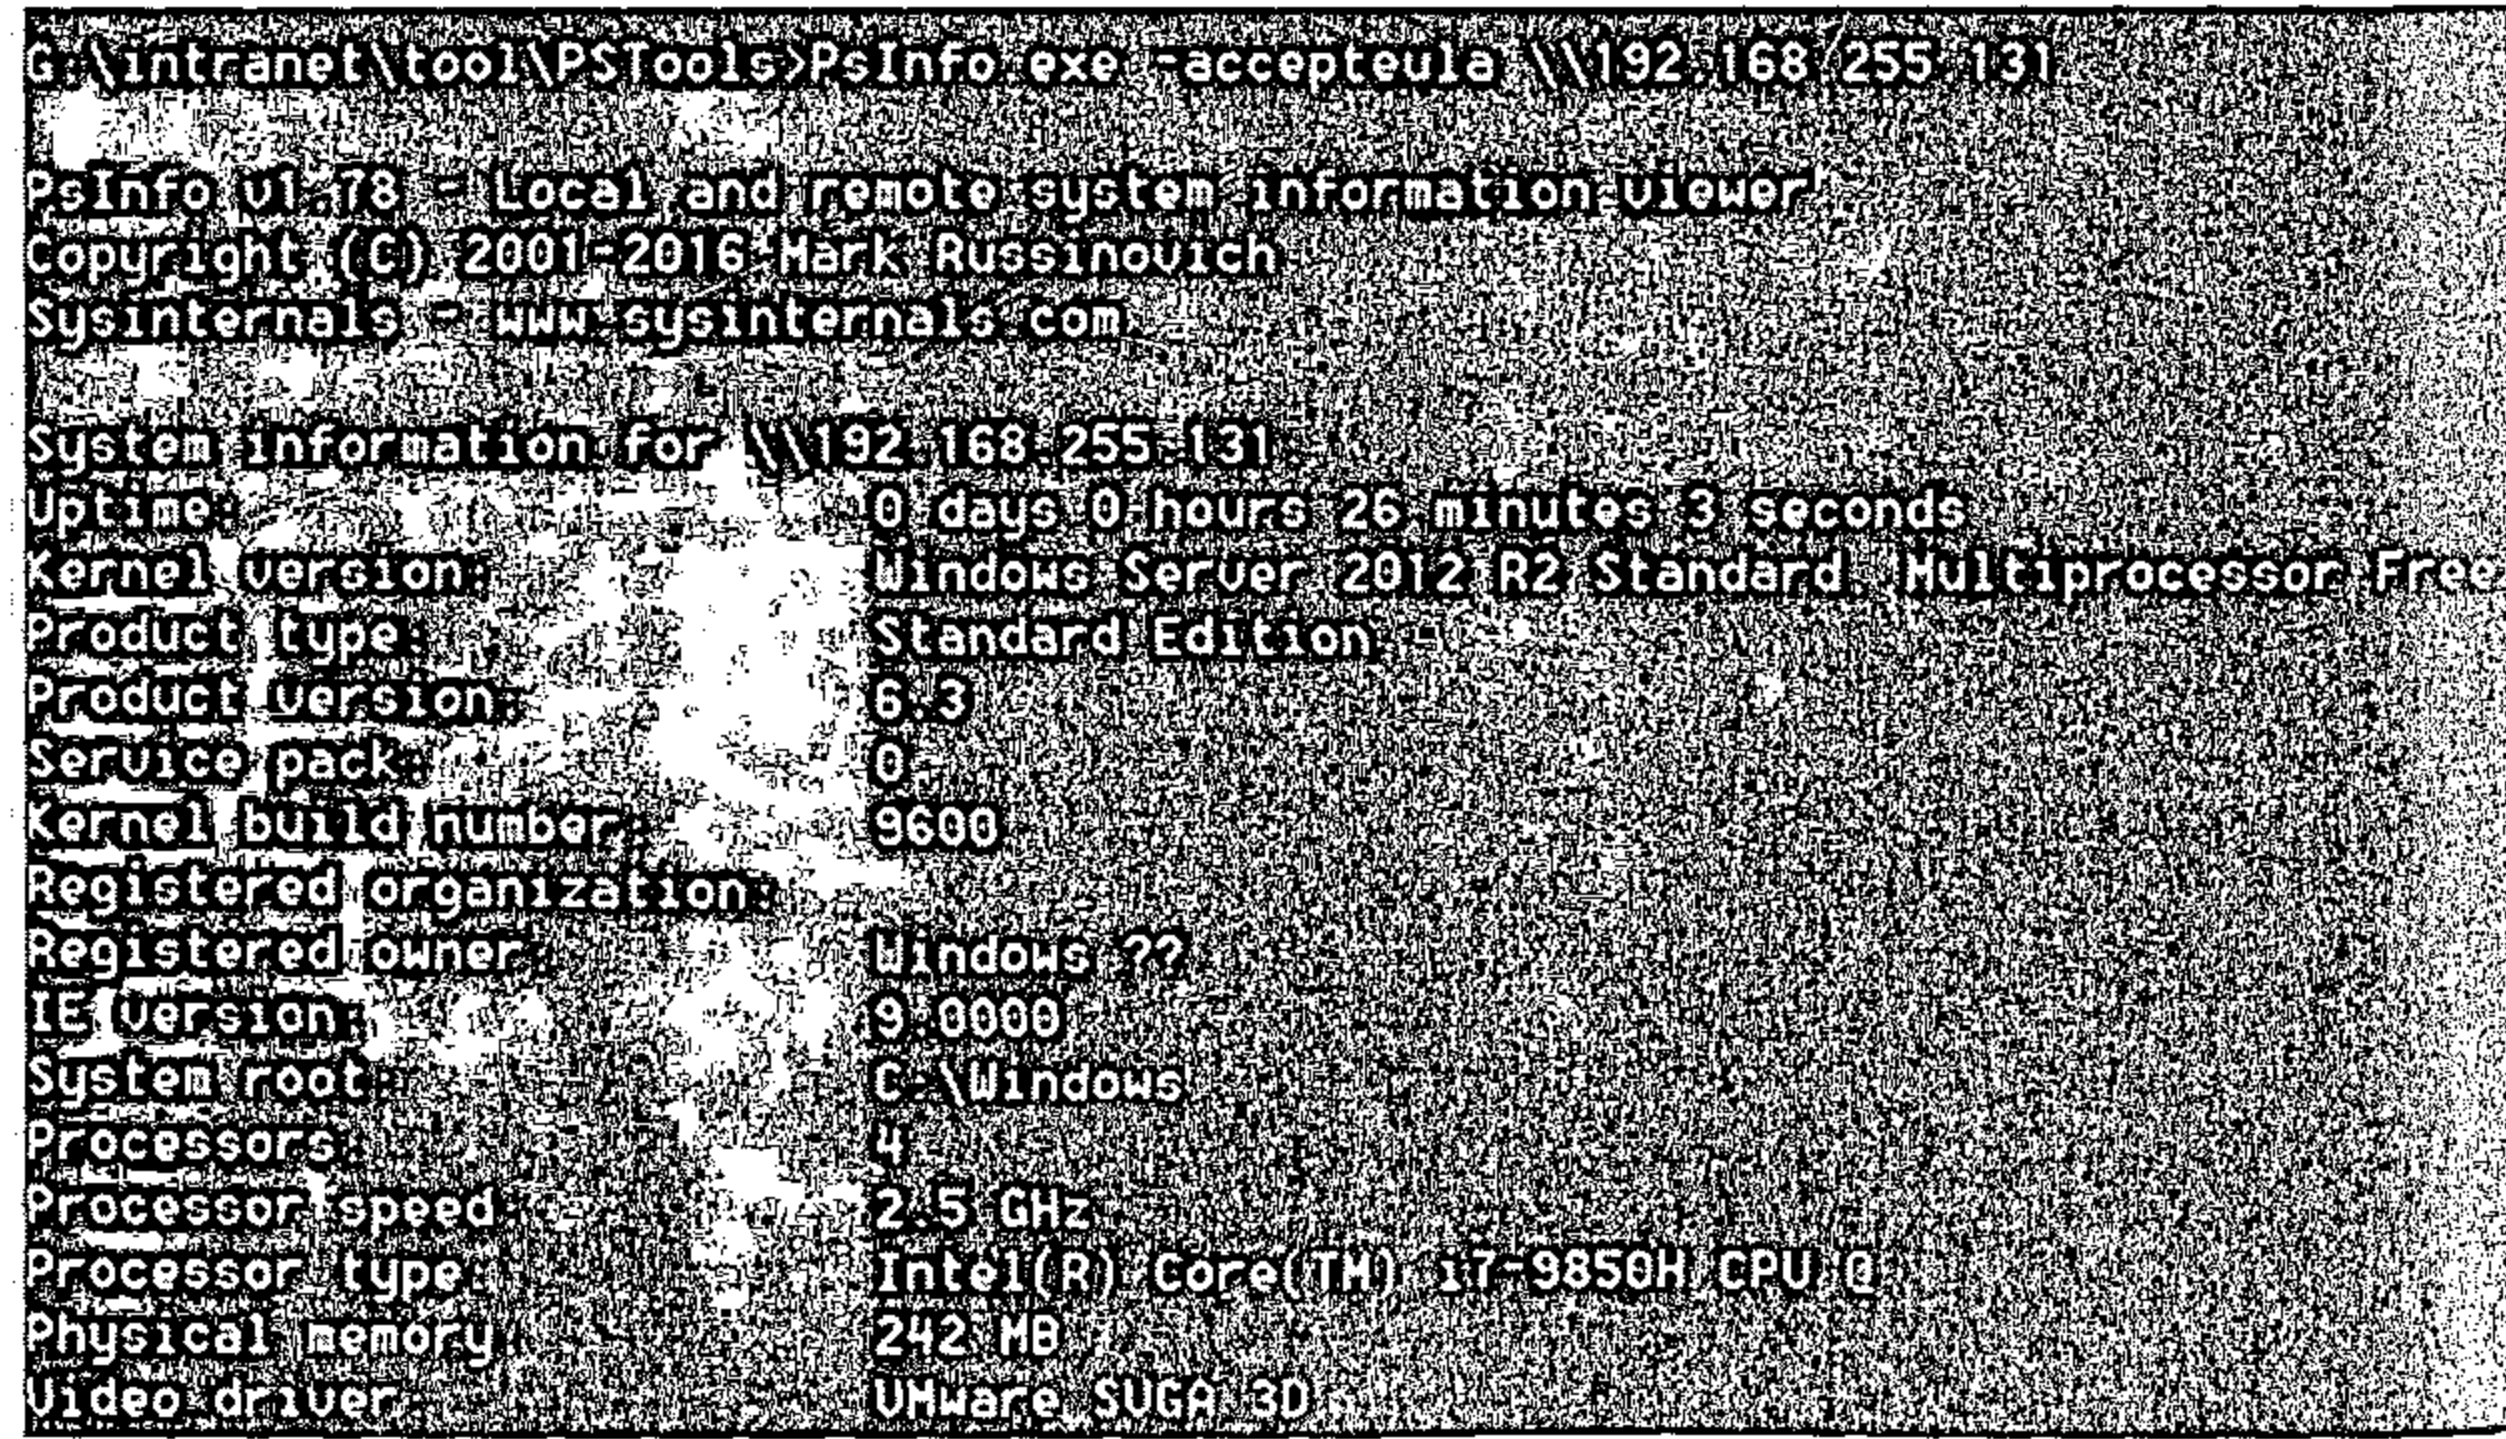 G:\intranet\tool\PSTools>PsInfo.exe -accepteula \\192.168.255.131
PsInfo v1.78 - Local and remote system information viewer
Copyright (C) 2001-2016 Mark Russinovich
Sysinternals - www.sysinternals.com
System information for \\192.168.255.131:
Uptime: 0 days 0 hours 26 minutes 3 seconds
Kernel version: Windows Server 2012 R2 Standard, Multiprocessor Free
Product type: Standard Edition
Product version: 6.3
Service pack: 0
Kernel build number: 9600
Registered organization:
Registered owner: Windows ??
IE version: 9.0000
System root: C:\Windows
Processors: 4
Processor speed: 2.5 GHz
Processor type: Intel(R) Core(TM) i7-9850H CPU @
Physical memory: 242 MB
Video driver: VMware SVGA 3D